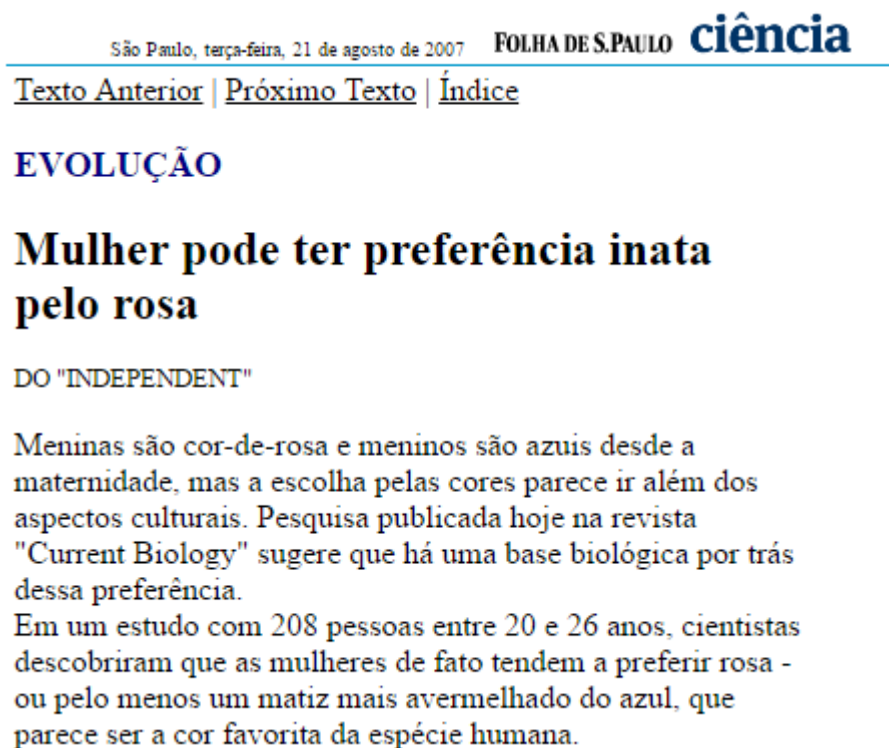 São Paulo, terça-feira, 21 de agosto de 2007 FOLHA DE S.PAULO ciência
Texto Anterior | Próximo Texto | Índice
EVOLUÇÃO
Mulher pode ter preferência inata
pelo rosa
DO "INDEPENDENT"
Meninas são cor-de-rosa e meninos são azuis desde a
maternidade, mas a escolha pelas cores parece ir além dos
aspectos culturais. Pesquisa publicada hoje na revista
"Current Biology" sugere que há uma base biológica por trás
dessa preferência.
Em um estudo com 208 pessoas entre 20 e 26 anos, cientistas
descobriram que as mulheres de fato tendem a preferir rosa -
ou pelo menos um matiz mais avermelhado do azul, que
parece ser a cor favorita da espécie humana.